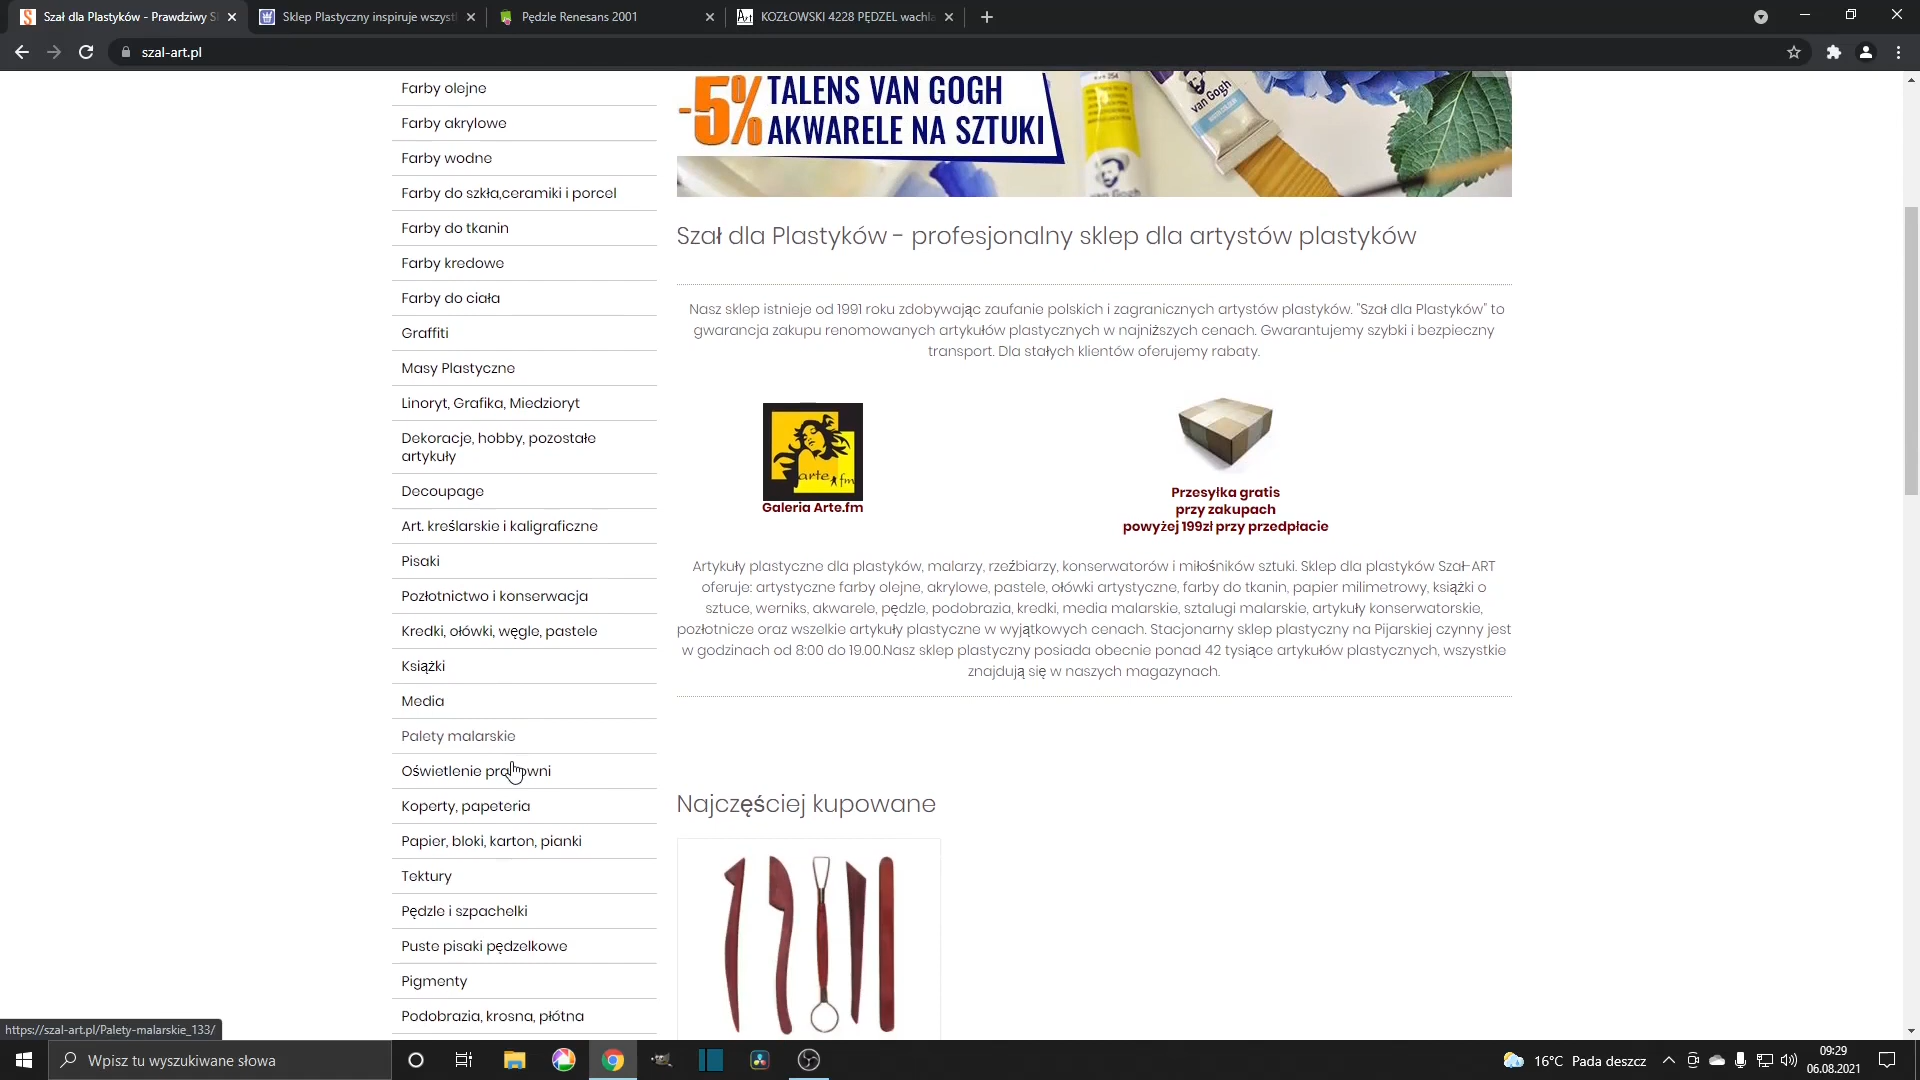 Szał dla Plastyków - Prawdziwy S
Sklep Plastyczny inspiruje wszyst
Pędzle Renesans 2001
KOZŁOWSKI 4228 PĘDZEL wachla
szal-art.pl
Farby olejne
Farby akrylowe
Farby wodne
Farby do szkła,ceramiki i porcel
Farby do tkanin
Farby kredowe
Farby do ciała
Graffiti
Masy Plastyczne
Linoryt, Grafika, Miedzioryt
Dekoracje, hobby, pozostałe
artykuły
Decoupage
Art. kreślarskie i kaligraficzne
Pisaki
Pozłotnictwo i konserwacja
Kredki, ołówki, węgle, pastele
Książki
Media
Palety malarskie
Oświetlenie pracowni
Koperty, papeteria
Papier, bloki, karton, pianki
Tektury
Pędzle i szpachelki
Puste pisaki pędzelkowe
Pigmenty
Podobrazia, krosna, płótna
-5% TALENS VAN GOGH
AKWARELE NA SZTUKI
van Gogh
van Gogh
Szał dla Plastyków - profesjonalny sklep dla artystów plastyków
Nasz sklep istnieje od 1991 roku zdobywając zaufanie polskich i zagranicznych artystów plastyków. "Szał dla Plastyków" to
gwarancja zakupu renomowanych artykułów plastycznych w najniższych cenach. Gwarantujemy szybki i bezpieczny
transport. Dla stałych klientów oferujemy rabaty.
arte fm
Galeria Arte.fm
Przesyłka gratis
przy zakupach
powyżej 199zł przy przedpłacie
Artykuły plastyczne dla plastyków, malarzy, rzeźbiarzy, konserwatorów i miłośników sztuki. Sklep dla plastyków Szał-ART
oferuje: artystyczne farby olejne, akrylowe, pastele, ołówki artystyczne, farby do tkanin, papier milimetrowy, książki o
sztuce, werniks, akwarele, pędzle, podobrazia, kredki, media malarskie, sztalugi malarskie, artykuły konserwatorskie,
pozłotnicze oraz wszelkie artykuły plastyczne w wyjątkowych cenach. Stacjonarny sklep plastyczny na Pijarskiej czynny jest
w godzinach od 8:00 do 19.00.Nasz sklep plastyczny posiada obecnie ponad 42 tysiące artykułów plastycznych, wszystkie
znajdują się w naszych magazynach.
Najczęściej kupowane
https://szal-art.pl/Palety-malarskie_133/
Wpisz tu wyszukiwane słowa
16°C Pada deszcz
09:29
06.08.2021